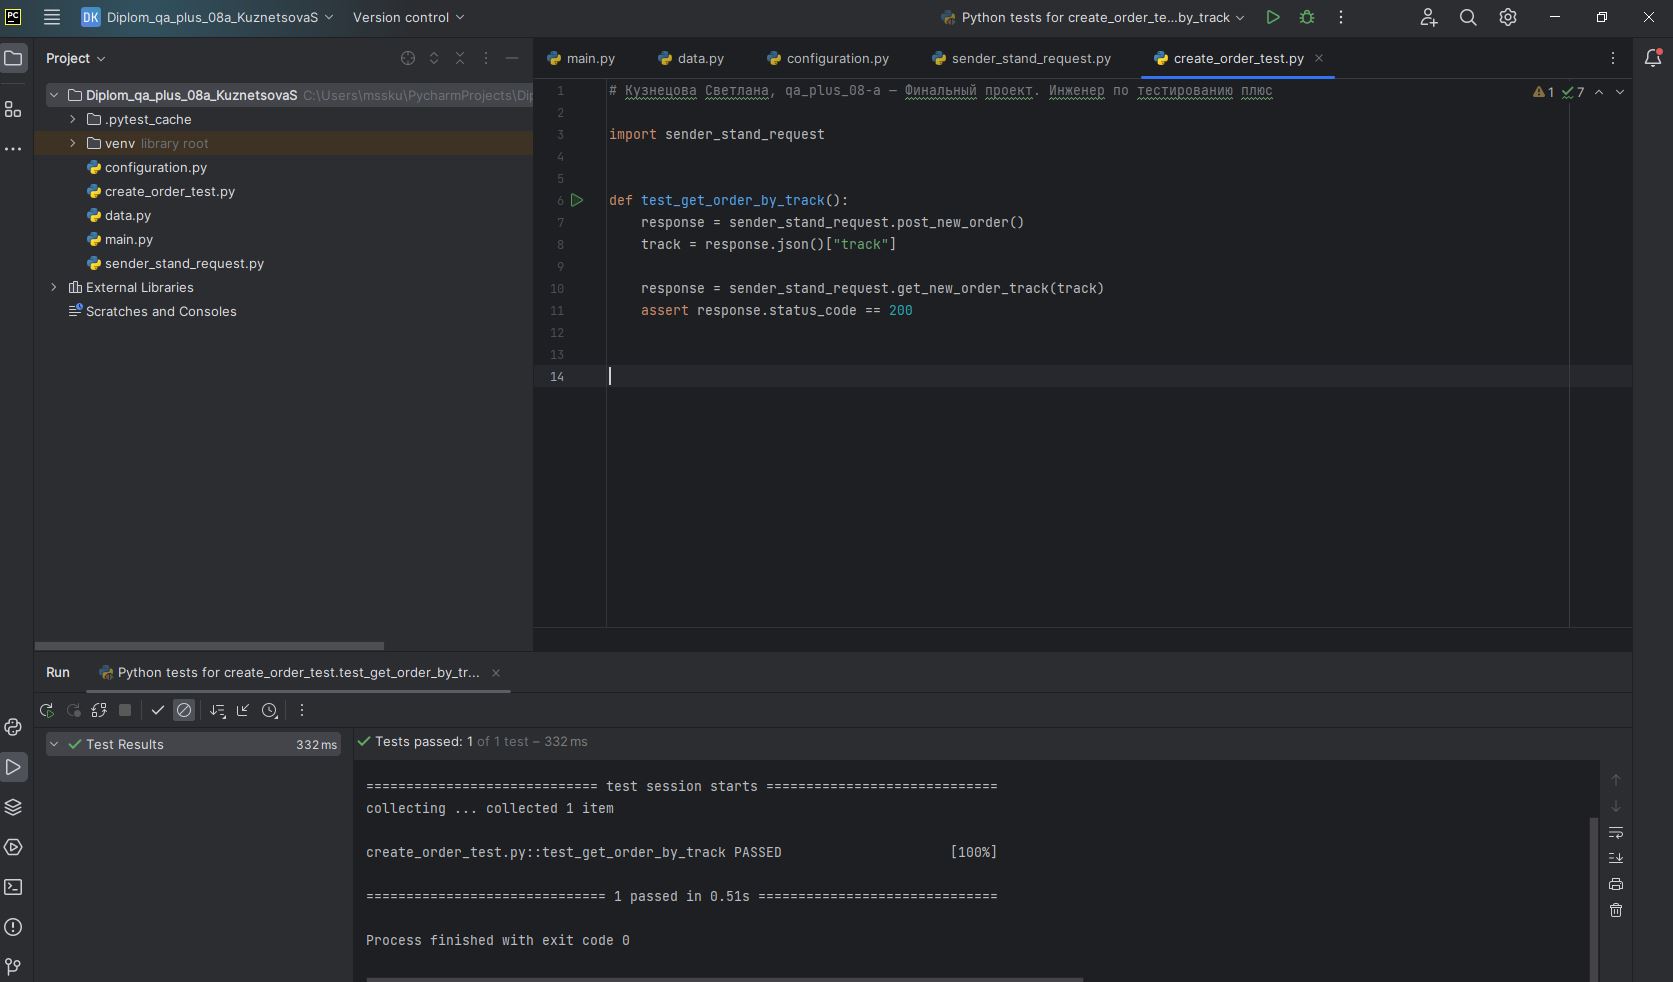 PC DK Diplom_qa_plus_08a_KuznetsovaS Version control Python tests for create_order_te...by_track
Project
Diplom_qa_plus_08a_KuznetsovaS C:\Users\mssku\PycharmProjects\Dip
.pytest_cache
venv library root
configuration.py
create_order_test.py
data.py
main.py
sender_stand_request.py
External Libraries
Scratches and Consoles
main.py data.py configuration.py sender_stand_request.py create_order_test.py
1 # Кузнецова Светлана, qa_plus_08-a — Финальный проект. Инженер по тестированию плюс
1 7
2
3 import sender_stand_request
4
5
6 def test_get_order_by_track():
7 response = sender_stand_request.post_new_order()
8 track = response.json()["track"]
9
10 response = sender_stand_request.get_new_order_track(track)
11 assert response.status_code == 200
12
13
14
Run Python tests for create_order_test.test_get_order_by_tr...
Test Results 332 ms
Tests passed: 1 of 1 test – 332 ms
============================= test session starts =============================
collecting ... collected 1 item
create_order_test.py::test_get_order_by_track PASSED [100%]
============================== 1 passed in 0.51s ==============================
Process finished with exit code 0